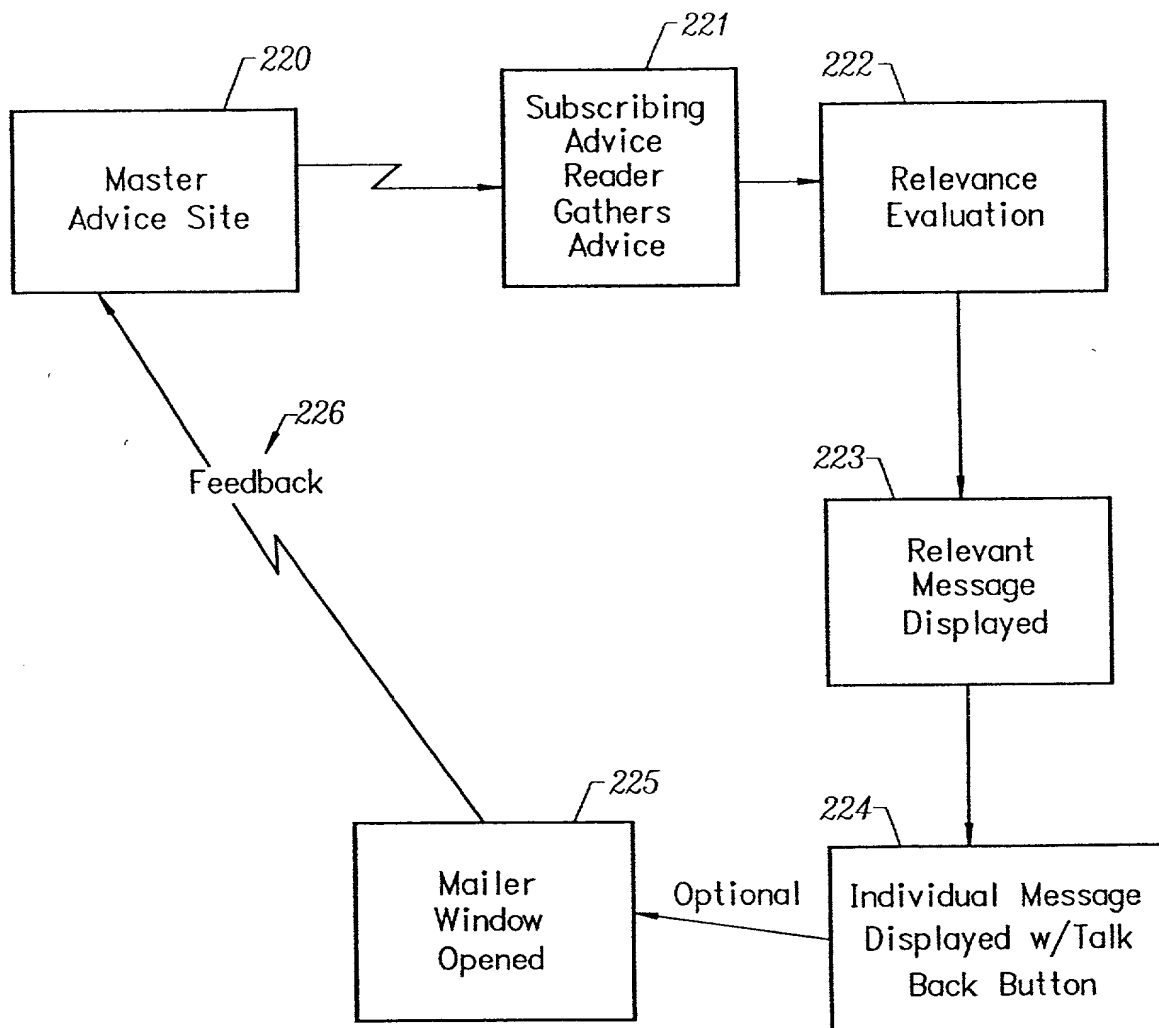 220
Master
Advice Site
221
Subscribing
Advice
Reader
Gathers
Advice
222
Relevance
Evaluation
223
Relevant
Message
Displayed
224
Individual Message
Displayed w/Talk
Back Button
Optional
225
Mailer
Window
Opened
226
Feedback